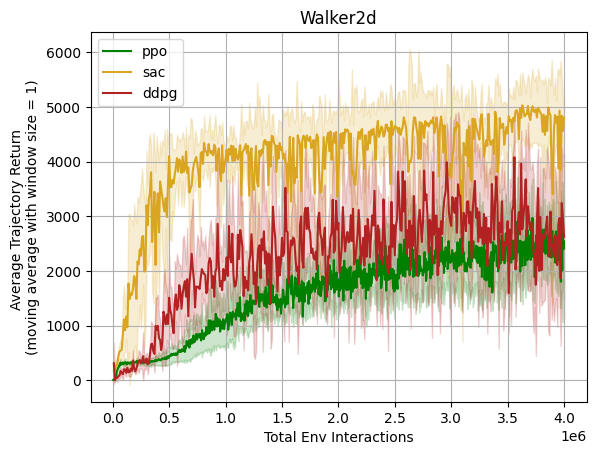 Walker2d
ppo
sac
ddpg
Average Trajectory Return
(moving average with window size = 1)
6000
5000
4000
3000
2000
1000
0
0.0 0.5 1.0 1.5 2.0 2.5 3.0 3.5 4.0
1e6
Total Env Interactions